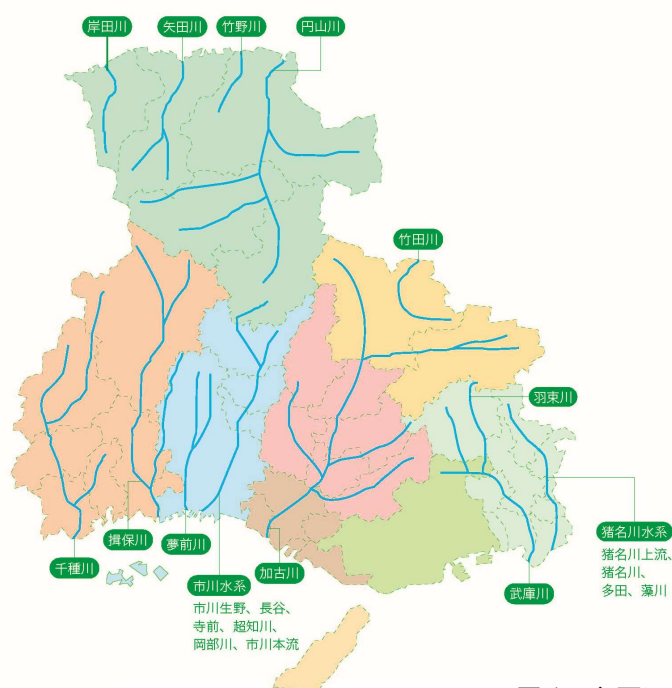 岸田川
矢田川
竹野川
円山川
竹田川
羽束川
猪名川水系
猪名川上流、
猪名川、
多田、藻川
武庫川
千種川
揖保川
夢前川
市川水系
市川生野、長谷、
寺前、超知川、
岡部川、市川本流
加古川